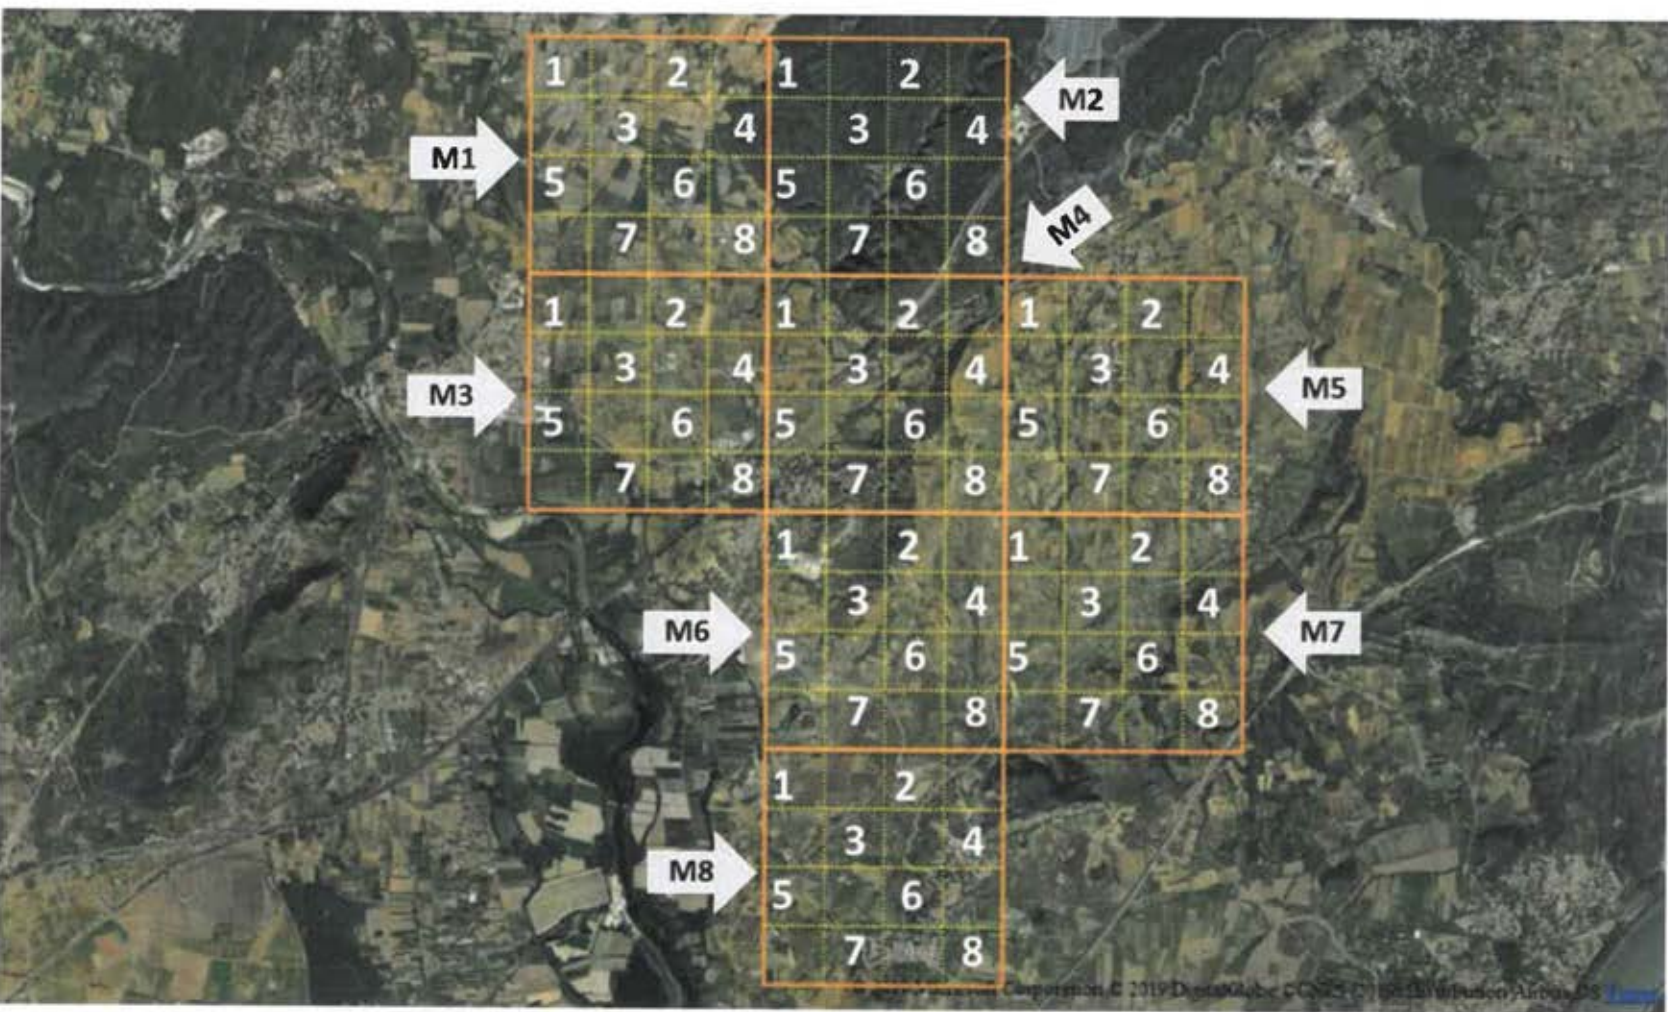 1 2 1 2
M2
3 4 3 4
M1
5 6 5 6
M4
7 8 7 8
1 2 1 2 1 2
3 4 3 4 3 4
M3 M5
5 6 5 6 5 6
7 8 7 8 7 8
1 2 1 2
3 4 3 4
M6 M7
5 6 5 6
7 8 7 8
1 2
3 4
M8
5 6
7 8
Corporation © 2019 DigitalGlobe